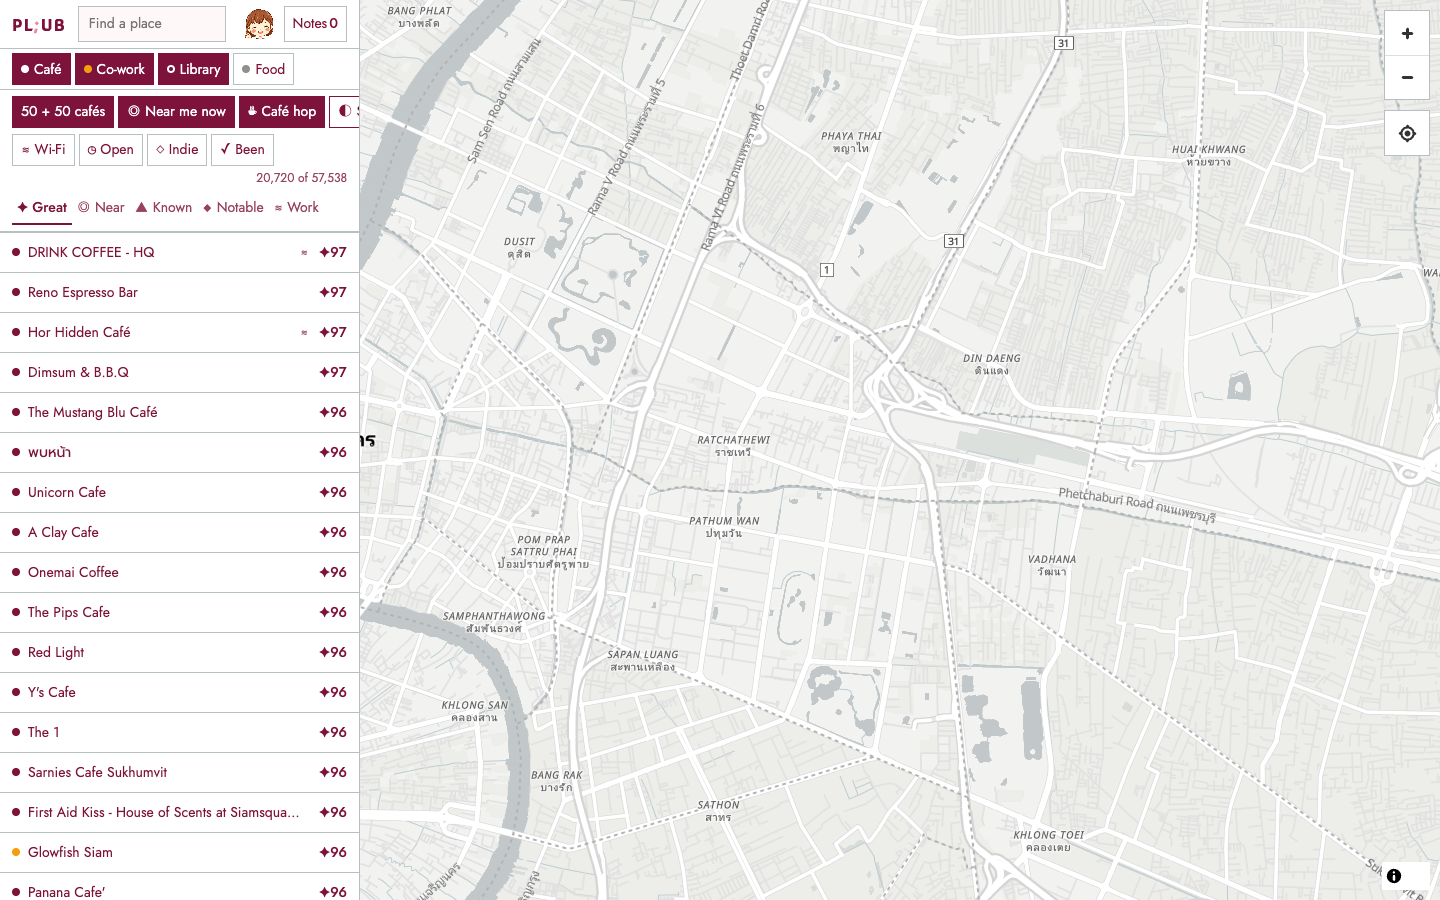 PL;UB
Find a place
Notes 0
Café
Co-work
Library
Food
50 + 50 cafés
Near me now
Café hop
Wi-Fi
Open
Indie
Been
20,720 of 57,538
Great
Near
Known
Notable
Work
DRINK COFFEE - HQ ≈ ✦97
Reno Espresso Bar ✦97
Hor Hidden Café ≈ ✦97
Dimsum & B.B.Q ✦97
The Mustang Blu Café ✦96
พบหน้า ✦96
Unicorn Cafe ✦96
A Clay Cafe ✦96
Onemai Coffee ✦96
The Pips Cafe ✦96
Red Light ✦96
Y's Cafe ✦96
The 1 ✦96
Sarnies Cafe Sukhumvit ✦96
First Aid Kiss - House of Scents at Siamsqua... ✦96
Glowfish Siam ✦96
Panana Cafe' ✦96
BANG PHLAT
บางพลัด
Sam Sen Road ถนนสามเสน
Rama V Road ถนนพระรามที่ 5
Rama VI Road ถนนพระรามที่ 6
Thoet Damri Roa
31
PHAYA THAI
พญาไท
HUAI KHWANG
ห้วยขวาง
DUSIT
ดุสิต
31
1
WA
DIN DAENG
ดินแดง
RATCHATHEWI
ราชเทวี
Phetchaburi Road ถนนเพชรบุรี
PATHUM WAN
ปทุมวัน
POM PRAP
SATTRU PHAI
ป้อมปราบศัตรูพ่าย
VADHANA
วัฒนา
SAMPHANTHAWONG
สัมพันธวงศ์
SAPAN LUANG
สะพานเหลือง
KHLONG SAN
คลองสาน
BANG RAK
บางรัก
SATHON
สาทร
KHLONG TOEI
คลองเตย